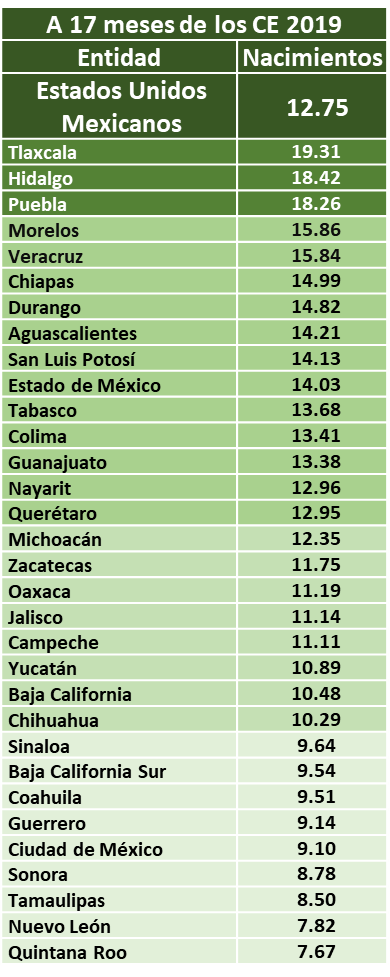 A 17 meses de los CE 2019
Entidad Nacimientos
Estados Unidos
Mexicanos 12.75
Tlaxcala 19.31
Hidalgo 18.42
Puebla 18.26
Morelos 15.86
Veracruz 15.84
Chiapas 14.99
Durango 14.82
Aguascalientes 14.21
San Luis Potosí 14.13
Estado de México 14.03
Tabasco 13.68
Colima 13.41
Guanajuato 13.38
Nayarit 12.96
Querétaro 12.95
Michoacán 12.35
Zacatecas 11.75
Oaxaca 11.19
Jalisco 11.14
Campeche 11.11
Yucatán 10.89
Baja California 10.48
Chihuahua 10.29
Sinaloa 9.64
Baja California Sur 9.54
Coahuila 9.51
Guerrero 9.14
Ciudad de México 9.10
Sonora 8.78
Tamaulipas 8.50
Nuevo León 7.82
Quintana Roo 7.67